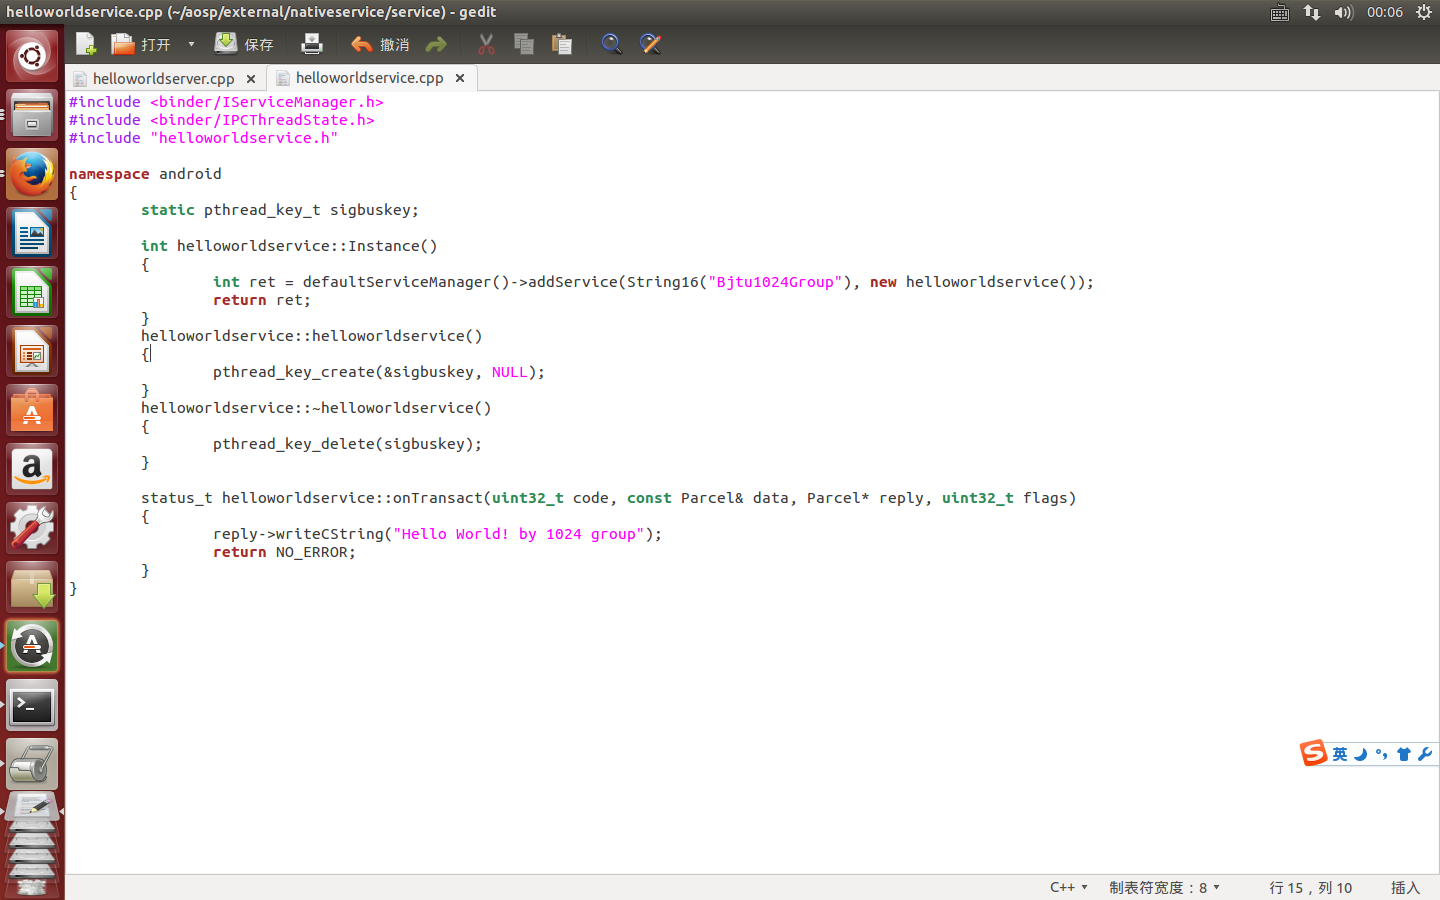 helloworldservice.cpp (~/aosp/external/nativeservice/service) - gedit
00:06
打开
保存
撤消
helloworldserver.cpp
helloworldservice.cpp
#include <binder/IServiceManager.h>
#include <binder/IPCThreadState.h>
#include "helloworldservice.h"
namespace android
{
static pthread_key_t sigbuskey;
int helloworldservice::Instance()
{
int ret = defaultServiceManager()->addService(String16("Bjtu1024Group"), new helloworldservice());
return ret;
}
helloworldservice::helloworldservice()
{
pthread_key_create(&sigbuskey, NULL);
}
helloworldservice::~helloworldservice()
{
pthread_key_delete(sigbuskey);
}
status_t helloworldservice::onTransact(uint32_t code, const Parcel& data, Parcel* reply, uint32_t flags)
{
reply->writeCString("Hello World! by 1024 group");
return NO_ERROR;
}
}
英
C++
制表符宽度：8
行 15，列 10
插入